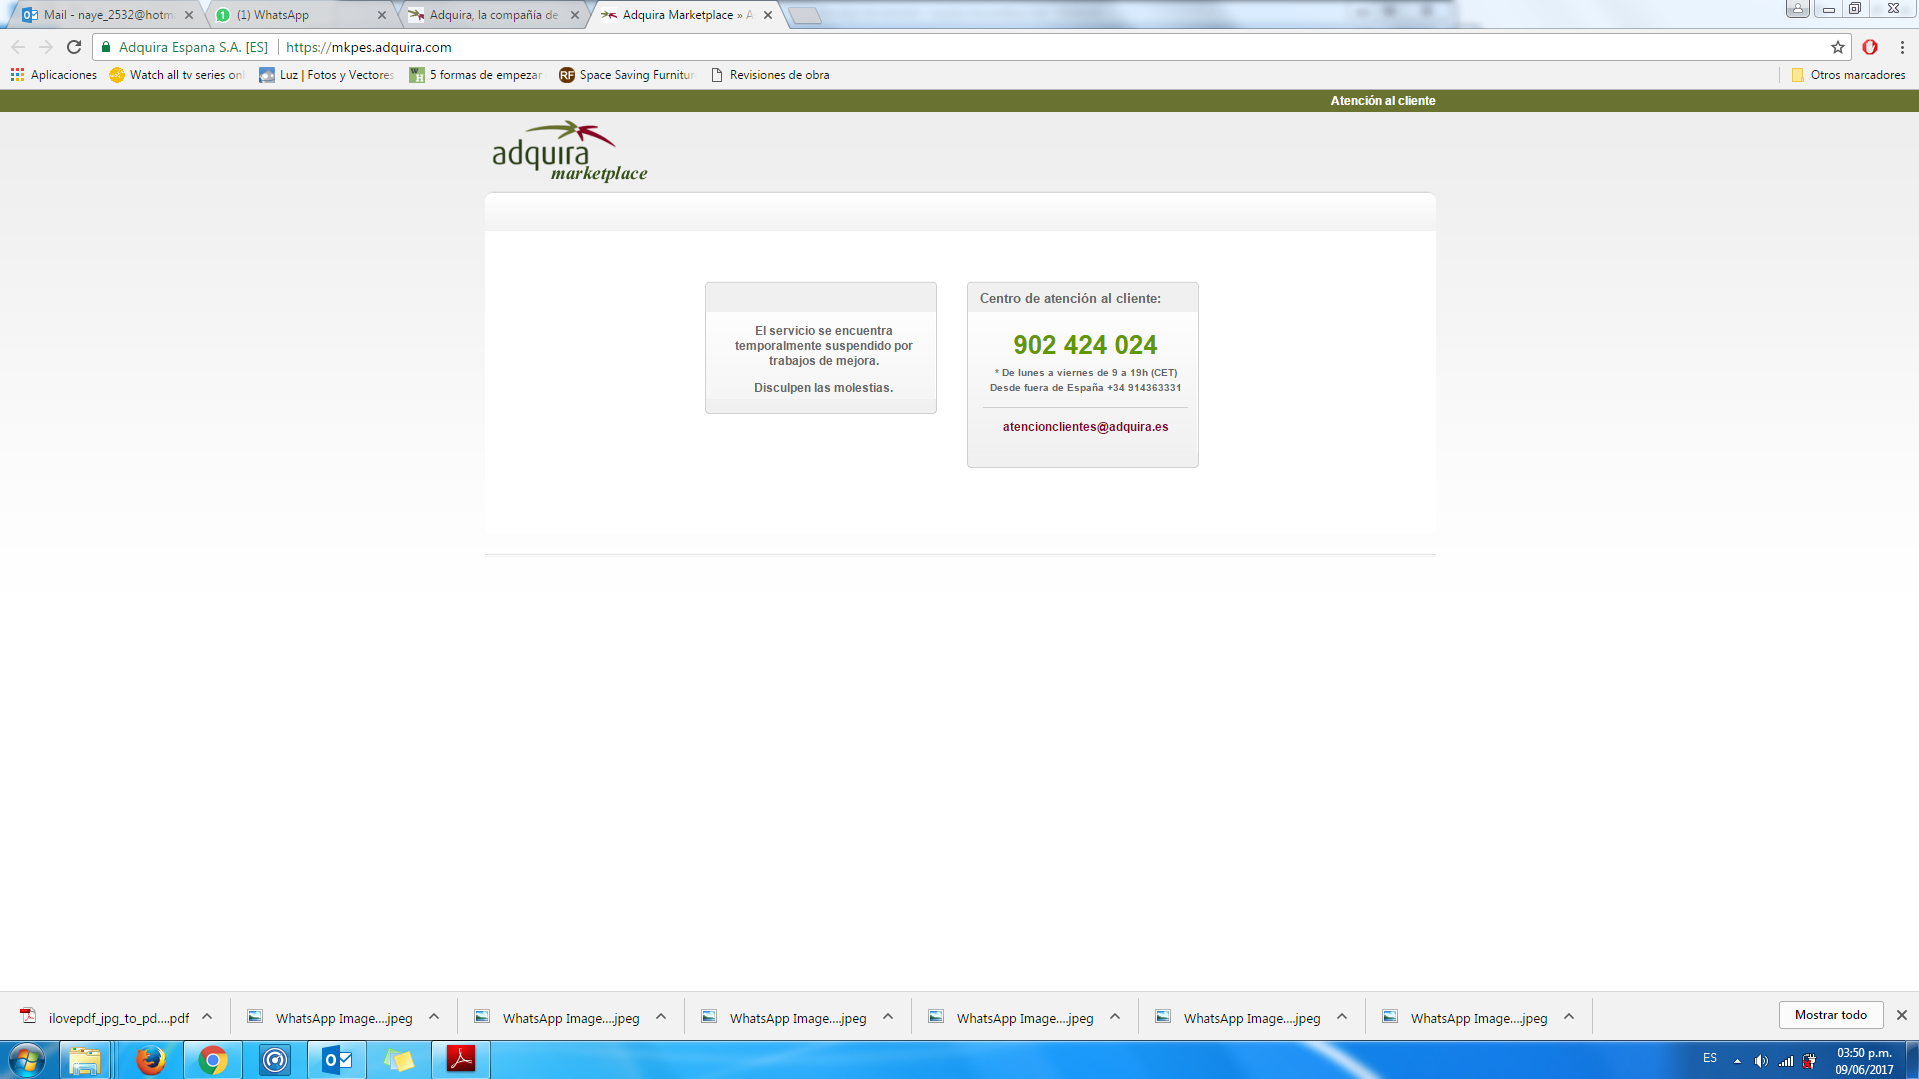 Mail - naye_2532@hotm
(1) WhatsApp
Adquira, la compañía de
Adquira Marketplace » A
Adquira Espana S.A. [ES]
https://mkpes.adquira.com
Aplicaciones
Watch all tv series onl
Luz | Fotos y Vectores
5 formas de empezar
RF
Space Saving Furnitur
Revisiones de obra
Otros marcadores
Atención al cliente
adquira
marketplace
El servicio se encuentra
temporalmente suspendido por
trabajos de mejora.
Disculpen las molestias.
Centro de atención al cliente:
902 424 024
* De lunes a viernes de 9 a 19h (CET)
Desde fuera de España +34 914363331
atencionclientes@adquira.es
ilovepdf_jpg_to_pd....pdf
WhatsApp Image....jpeg
WhatsApp Image....jpeg
WhatsApp Image....jpeg
WhatsApp Image....jpeg
WhatsApp Image....jpeg
WhatsApp Image....jpeg
Mostrar todo
ES
03:50 p.m.
09/06/2017